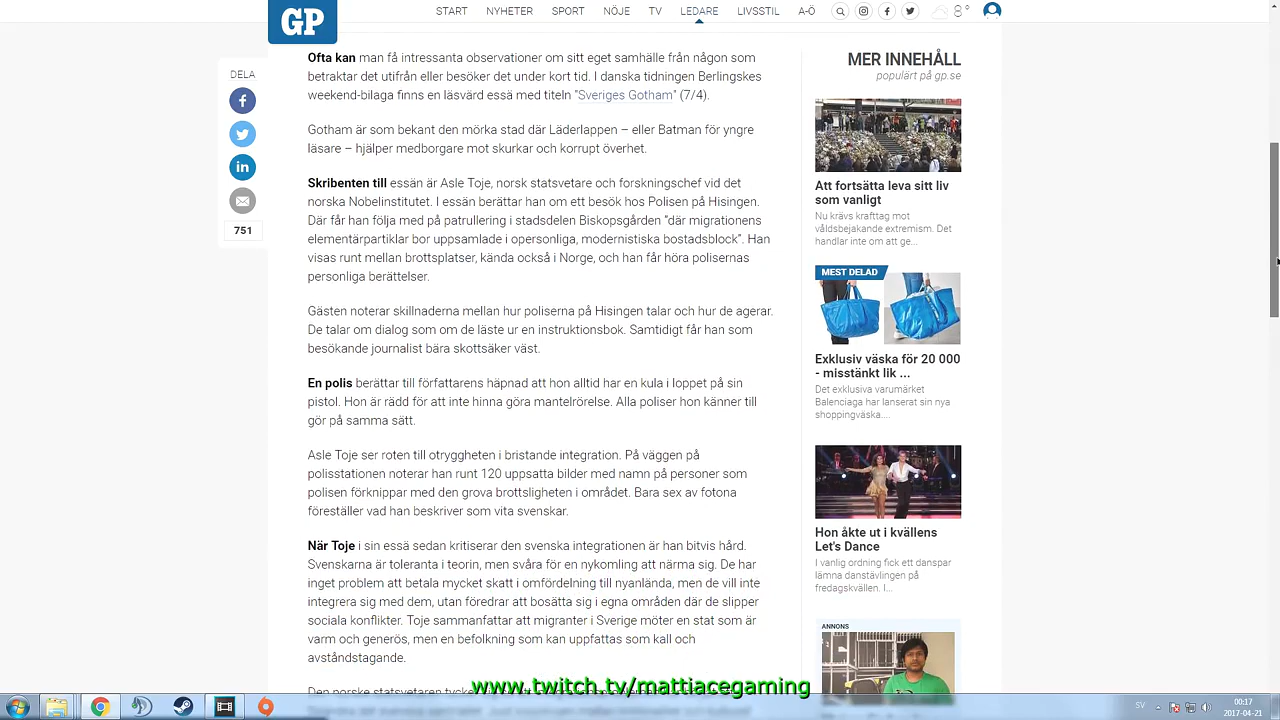 GP
START NYHETER SPORT NÖJE TV LEDARE LIVSSTIL A-Ö 8°
DELA
751
Ofta kan man få intressanta observationer om sitt eget samhälle från någon som
betraktar det utifrån eller besöker det under kort tid. I danska tidningen Berlingskes
weekend-bilaga finns en läsvärd essä med titeln "Sveriges Gotham" (7/4).
Gotham är som bekant den mörka stad där Läderlappen – eller Batman för yngre
läsare – hjälper medborgare mot skurkar och korrupt överhet.
Skribenten till essän är Asle Toje, norsk statsvetare och forskningschef vid det
norska Nobelinstitutet. I essän berättar han om ett besök hos Polisen på Hisingen.
Där får han följa med på patrullering i stadsdelen Biskopsgården "där migrationens
elementärpartiklar bor uppsamlade i opersonliga, modernistiska bostadsblock". Han
visas runt mellan brottsplatser, kända också i Norge, och han får höra polisernas
personliga berättelser.
Gästen noterar skillnaderna mellan hur poliserna på Hisingen talar och hur de agerar.
De talar om dialog som om de läste ur en instruktionsbok. Samtidigt får han som
besökande journalist bära skottsäker väst.
En polis berättar till författarens häpnad att hon alltid har en kula i loppet på sin
pistol. Hon är rädd för att inte hinna göra mantelrörelse. Alla poliser hon känner till
gör på samma sätt.
Asle Toje ser roten till otryggheten i bristande integration. På väggen på
polisstationen noterar han runt 120 uppsatta bilder med namn på personer som
polisen förknippar med den grova brottsligheten i området. Bara sex av fotona
föreställer vad han beskriver som vita svenskar.
När Toje i sin essä sedan kritiserar den svenska integrationen är han bitvis hård.
Svenskarna är toleranta i teorin, men svåra för en nykomling att närma sig. De har
inget problem att betala mycket skatt i omfördelning till inyanlända, men de vill inte
integrera sig med dem, utan föredrar att bosätta sig i egna områden där de slipper
sociala konflikter. Toje sammanfattar att migranter i Sverige möter en stat som är
varm och generös, men en befolkning som kan uppfattas som kall och
avståndstagande.
Den norske statsvetaren tycker
MER INNEHÅLL
populärt på gp.se
Att fortsätta leva sitt liv
som vanligt
Nu krävs krafttag mot
våldsbejakande extremism. Det
handlar inte om att ge...
MEST DELAD
Exklusiv väska för 20 000
- misstänkt lik ...
Det exklusiva varumärket
Balenciaga har lanserat sin nya
shoppingväska....
Hon åkte ut i kvällens
Let's Dance
I vanlig ordning fick ett danspar
lämna danstävlingen på
fredagskvällen. I...
ANNONS
www.twitch.tv/mattiacegaming
SV
00:17
2017-04-21